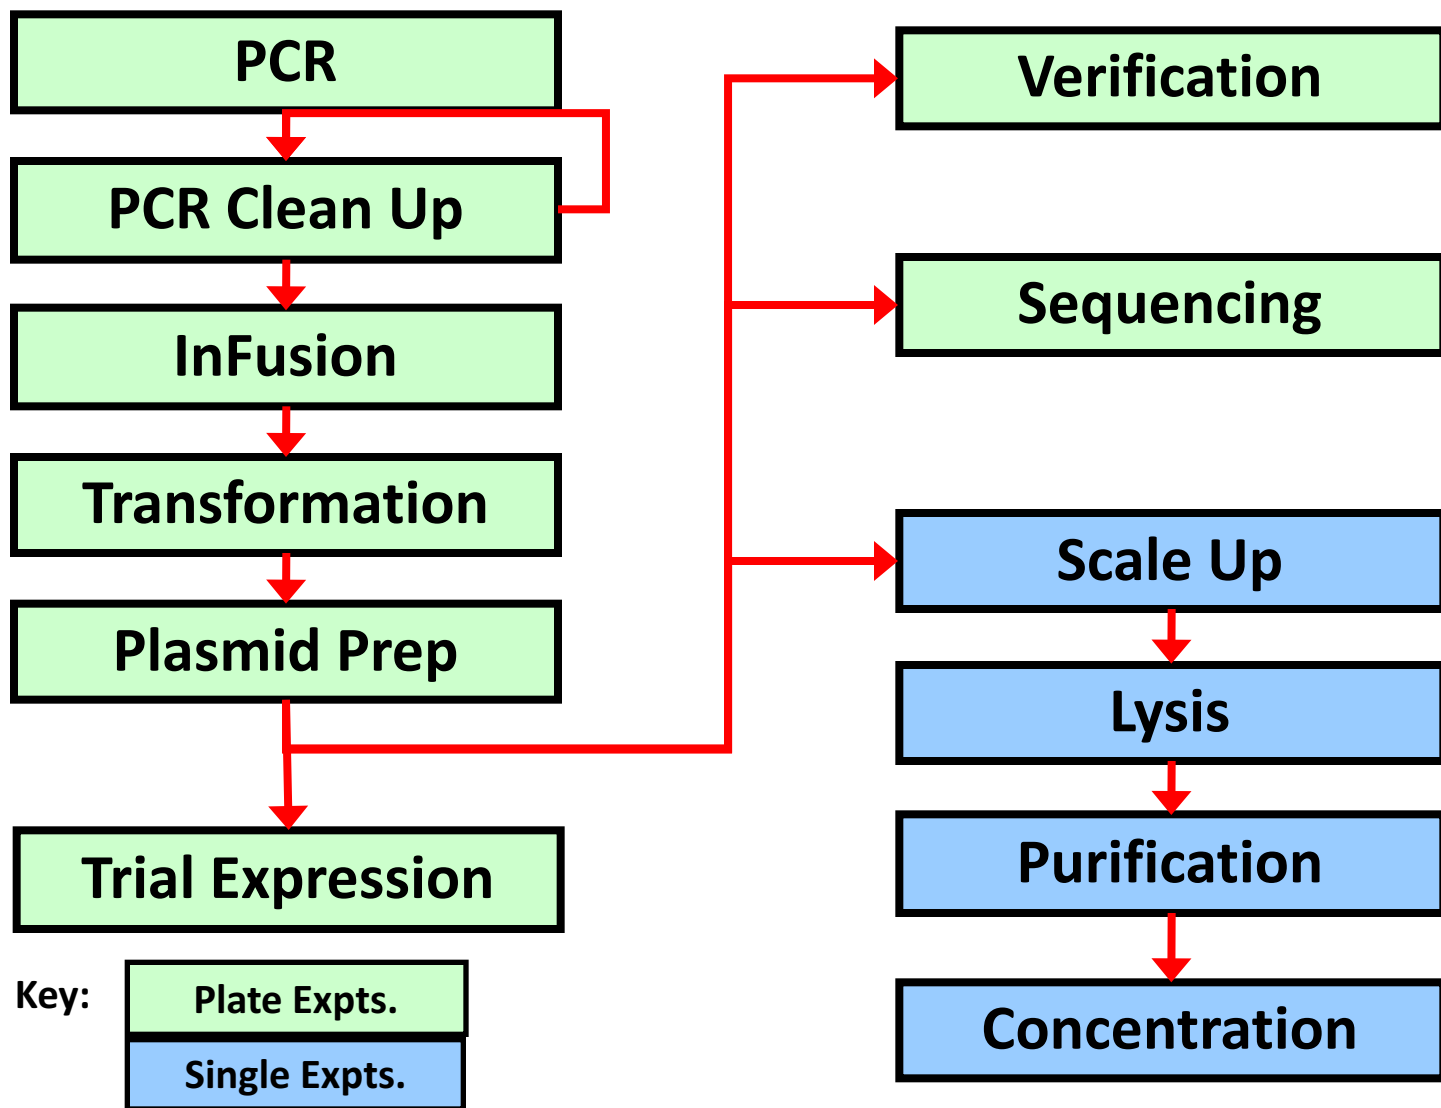 PCR
PCR Clean Up
InFusion
Transformation
Plasmid Prep
Trial Expression
Key:
Plate Expts.
Single Expts.
Verification
Sequencing
Scale Up
Lysis
Purification
Concentration